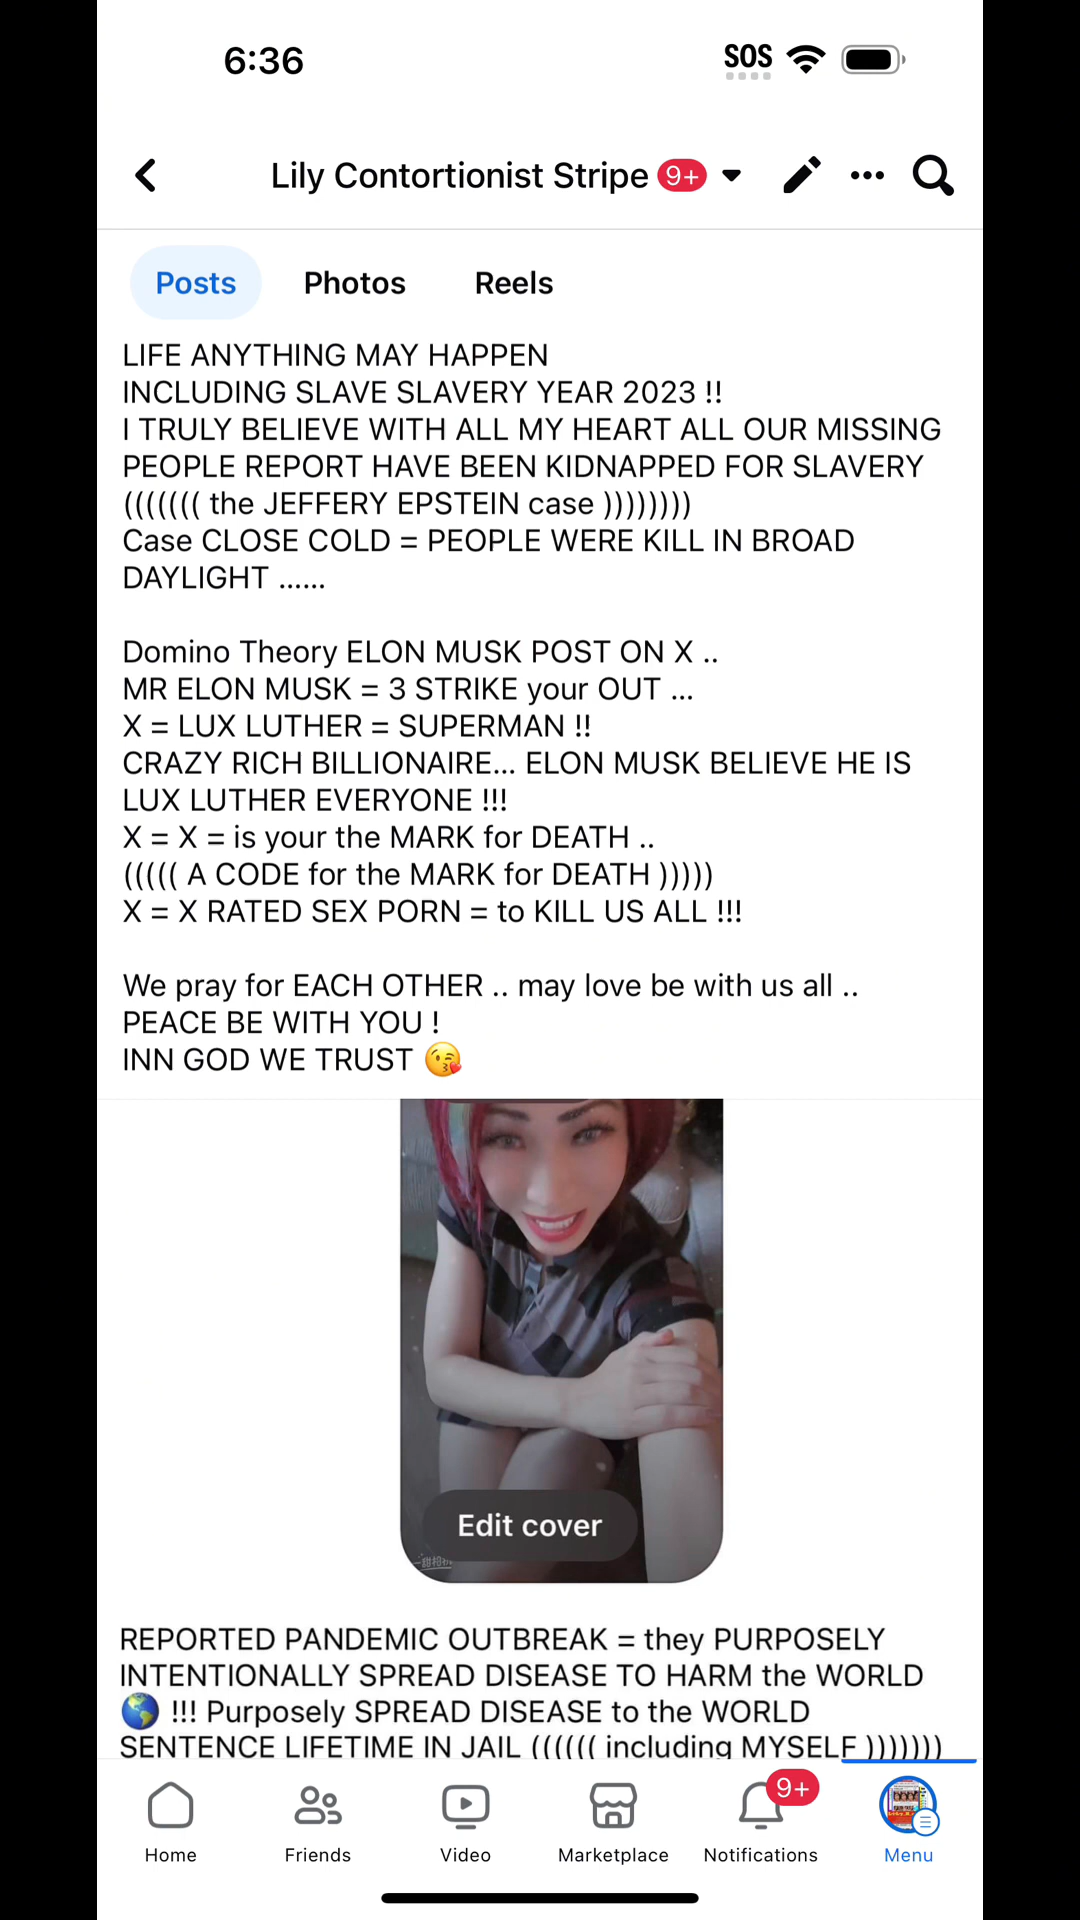 6:36 SOS
Lily Contortionist Stripe 9+
Posts Photos Reels
LIFE ANYTHING MAY HAPPEN
INCLUDING SLAVE SLAVERY YEAR 2023 !!
I TRULY BELIEVE WITH ALL MY HEART ALL OUR MISSING
PEOPLE REPORT HAVE BEEN KIDNAPPED FOR SLAVERY
((((((( the JEFFERY EPSTEIN case ))))))))
Case CLOSE COLD = PEOPLE WERE KILL IN BROAD
DAYLIGHT ......
Domino Theory ELON MUSK POST ON X ..
MR ELON MUSK = 3 STRIKE your OUT ...
X = LUX LUTHER = SUPERMAN !!
CRAZY RICH BILLIONAIRE... ELON MUSK BELIEVE HE IS
LUX LUTHER EVERYONE !!!
X = X = is your the MARK for DEATH ..
((((( A CODE for the MARK for DEATH )))))
X = X RATED SEX PORN = to KILL US ALL !!!
We pray for EACH OTHER .. may love be with us all ..
PEACE BE WITH YOU !
INN GOD WE TRUST 😘
Edit cover
REPORTED PANDEMIC OUTBREAK = they PURPOSELY
INTENTIONALLY SPREAD DISEASE TO HARM the WORLD
🌎 !!! Purposely SPREAD DISEASE to the WORLD
SENTENCE LIFETIME IN JAIL (((((( including MYSELF )))))))
9+
Home Friends Video Marketplace Notifications Menu